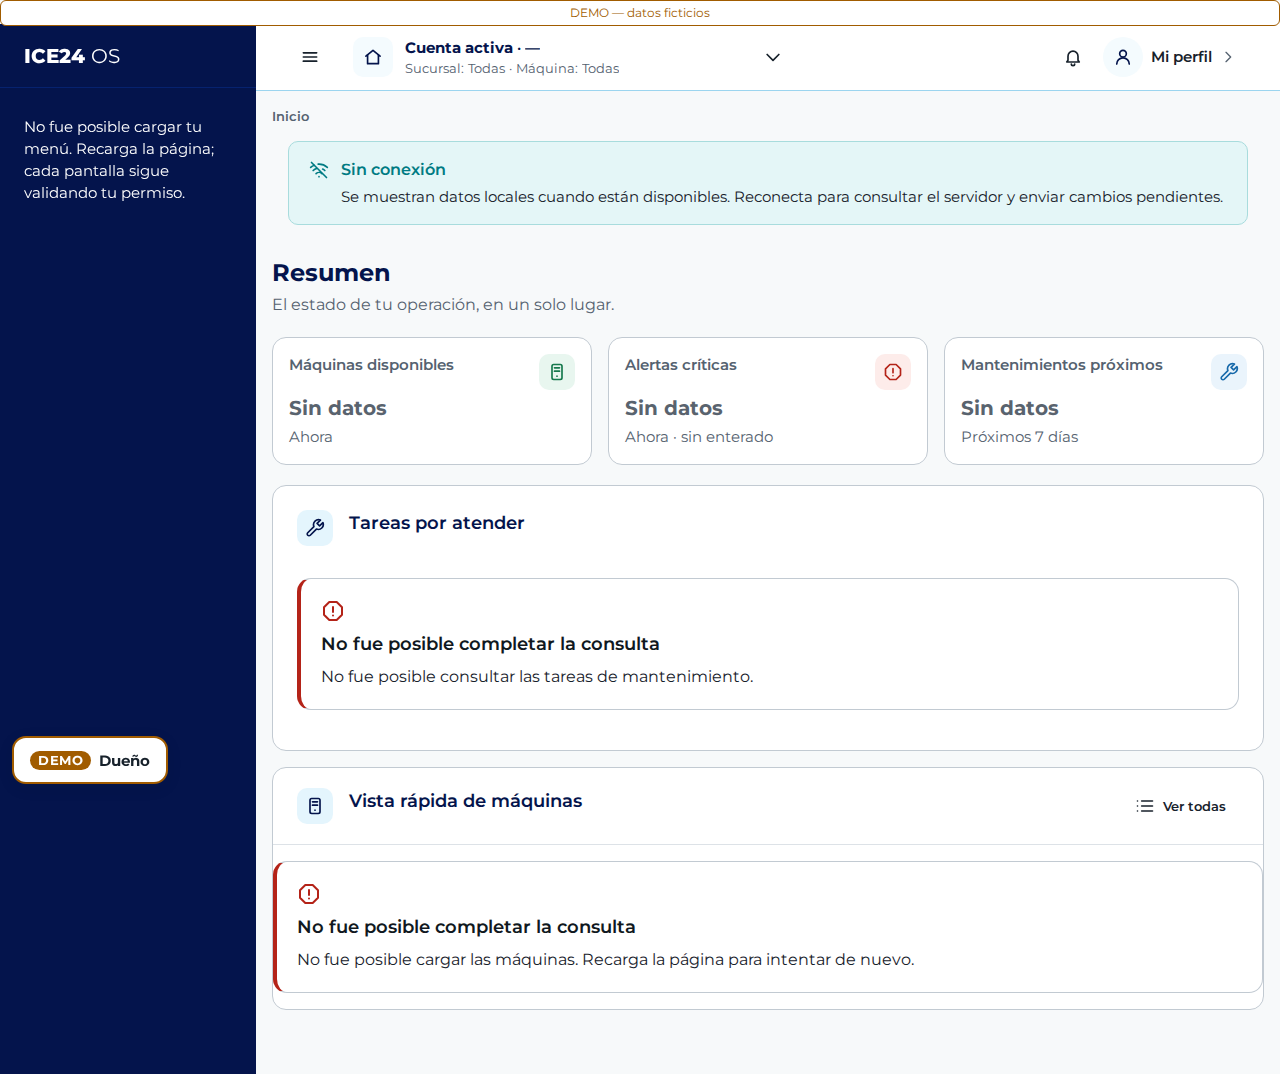 DEMO — datos ficticios
ICE24 OS
Cuenta activa · —
Sucursal: Todas · Máquina: Todas
Mi perfil
No fue posible cargar tu
menú. Recarga la página;
cada pantalla sigue
validando tu permiso.
Inicio
Sin conexión
Se muestran datos locales cuando están disponibles. Reconecta para consultar el servidor y enviar cambios pendientes.
Resumen
El estado de tu operación, en un solo lugar.
Máquinas disponibles
Sin datos
Ahora
Alertas críticas
Sin datos
Ahora · sin enterado
Mantenimientos próximos
Sin datos
Próximos 7 días
Tareas por atender
No fue posible completar la consulta
No fue posible consultar las tareas de mantenimiento.
DEMO Dueño
Vista rápida de máquinas
Ver todas
No fue posible completar la consulta
No fue posible cargar las máquinas. Recarga la página para intentar de nuevo.